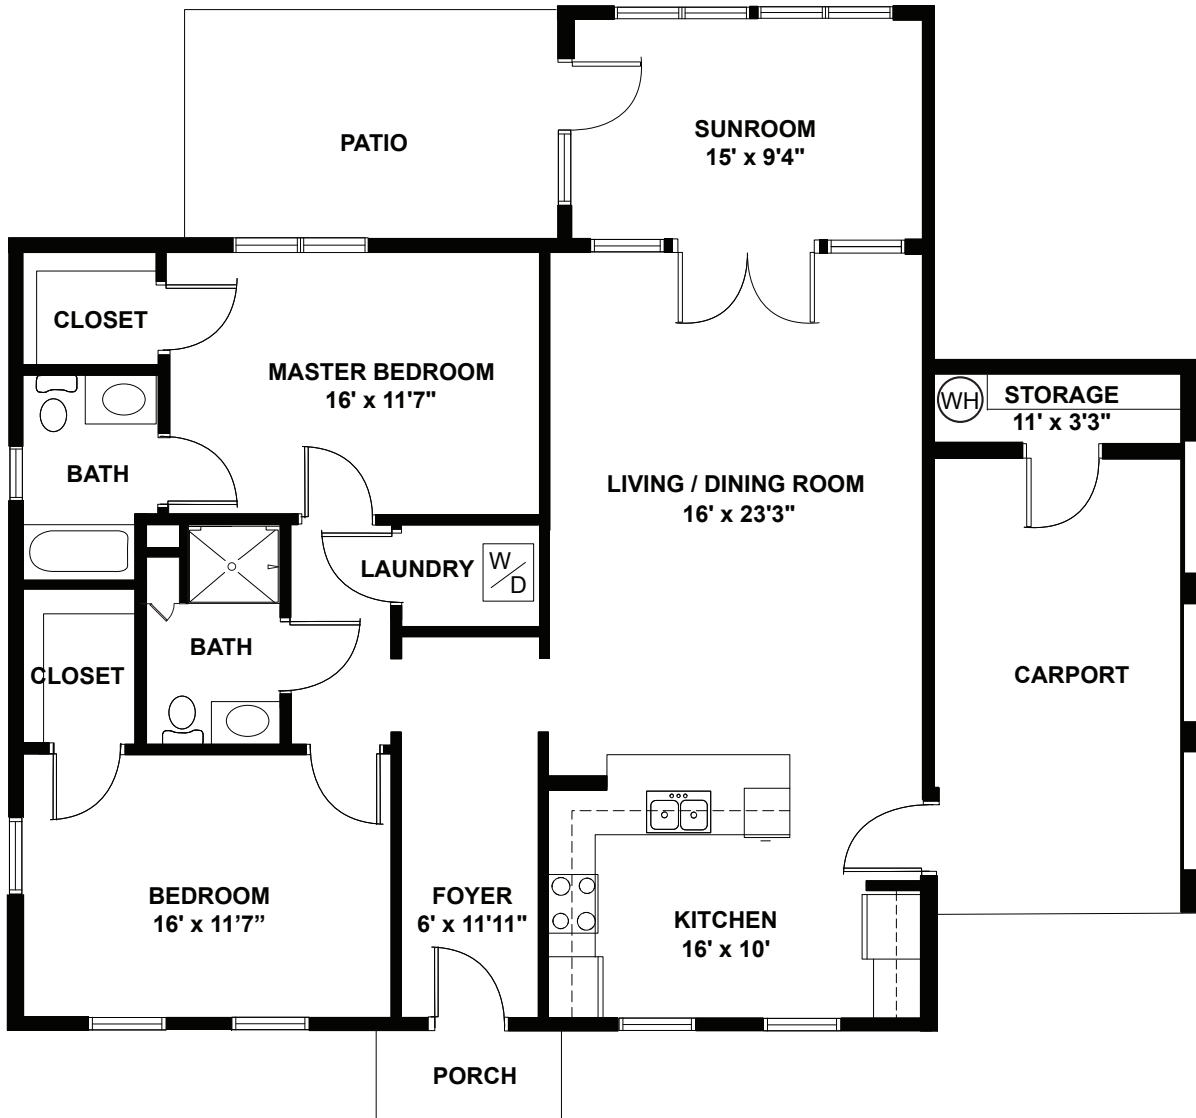 PATIO
SUNROOM
15' x 9'4"
CLOSET
MASTER BEDROOM
16' x 11'7"
WH
STORAGE
11' x 3'3"
BATH
LIVING / DINING ROOM
16' x 23'3"
LAUNDRY
W/D
BATH
CLOSET
CARPORT
BEDROOM
16' x 11’7”
FOYER
6' x 11'11"
KITCHEN
16' x 10'
PORCH